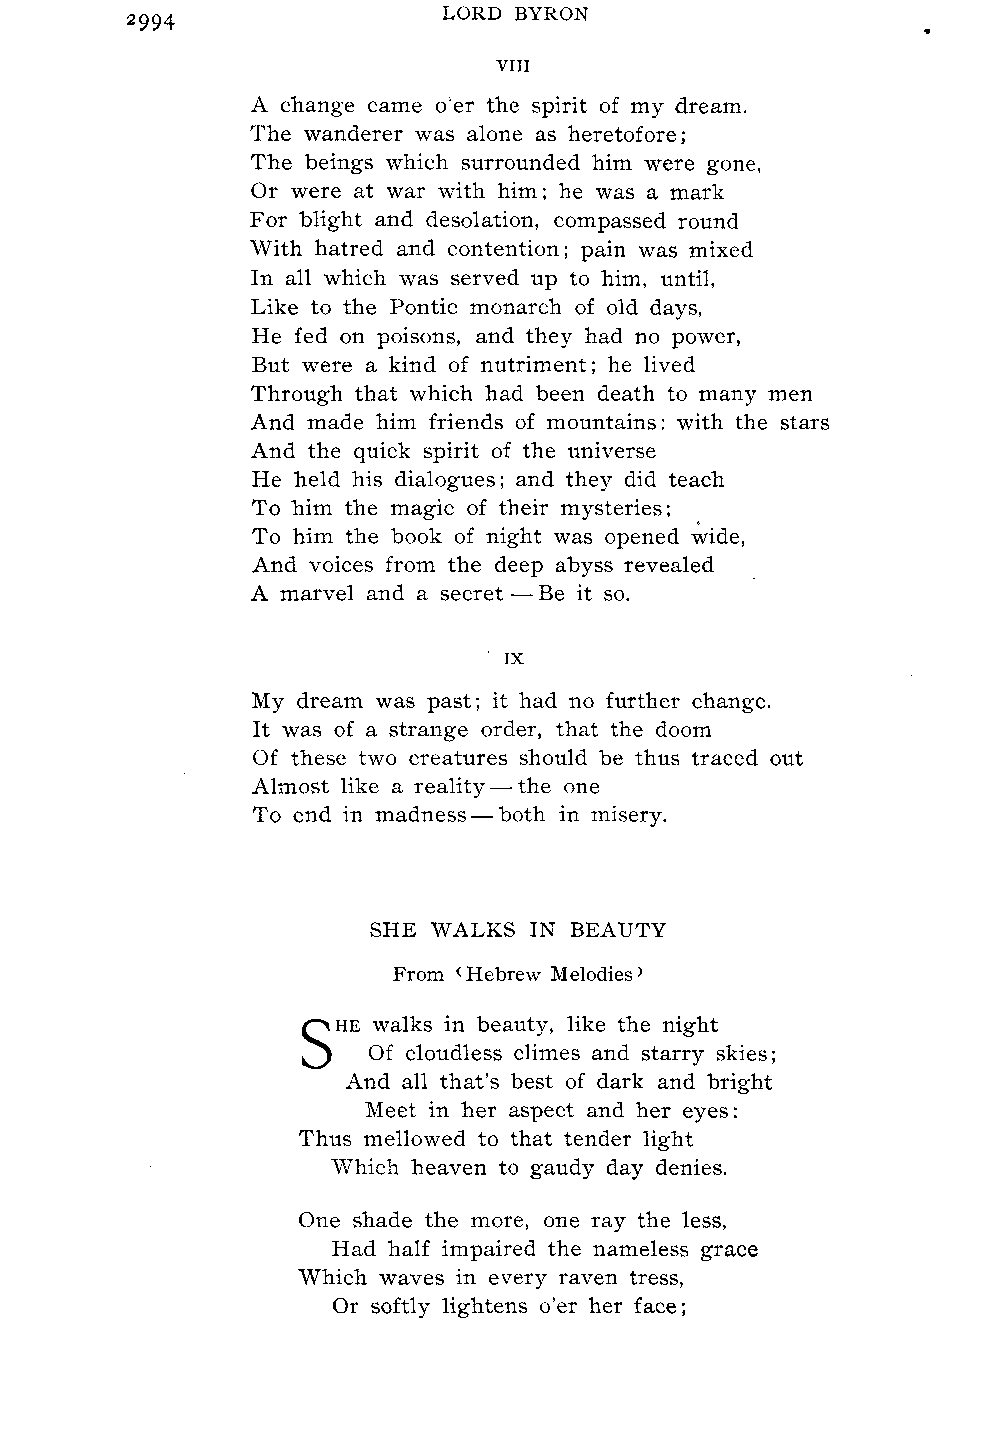 2994
LORD BYRON
VIII
A change came o'er the spirit of my dream.
The wanderer was alone as heretofore;
The beings which surrounded him were gone,
Or were at war with him; he was a mark
For blight and desolation, compassed round
With hatred and contention; pain was mixed
In all which was served up to him, until,
Like to the Pontic monarch of old days,
He fed on poisons, and they had no power,
But were a kind of nutriment; he lived
Through that which had been death to many men
And made him friends of mountains: with the stars
And the quick spirit of the universe
He held his dialogues; and they did teach
To him the magic of their mysteries;
To him the book of night was opened wide,
And voices from the deep abyss revealed
A marvel and a secret — Be it so.
IX
My dream was past; it had no further change.
It was of a strange order, that the doom
Of these two creatures should be thus traced out
Almost like a reality — the one
To end in madness — both in misery.
SHE WALKS IN BEAUTY
From ‹Hebrew Melodies›
SHE walks in beauty, like the night
Of cloudless climes and starry skies;
And all that's best of dark and bright
Meet in her aspect and her eyes:
Thus mellowed to that tender light
Which heaven to gaudy day denies.
One shade the more, one ray the less,
Had half impaired the nameless grace
Which waves in every raven tress,
Or softly lightens o'er her face;